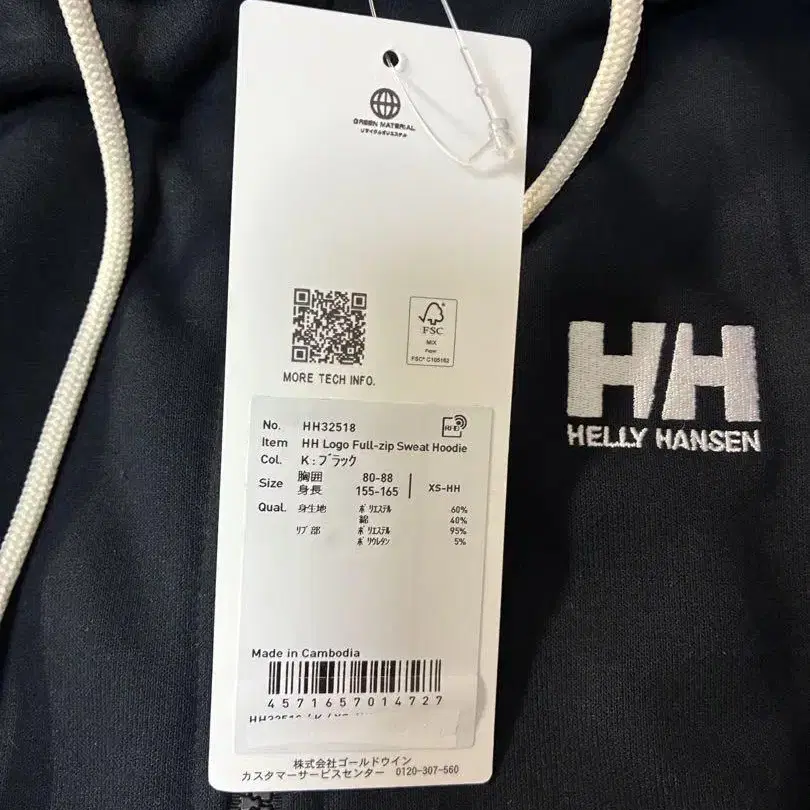 GREEN MATERIAL
リサイクルポリエステル
FSC
MIX
Paper
FSC® C105162
MORE TECH INFO.
No. HH32518
RFID
Item HH Logo Full-zip Sweat Hoodie
Col. K:ブラック
Size 胸囲 80-88
身長 155-165
XS-HH
Qual. 身生地 ポリエステル 60%
綿 40%
リブ部 ポリエステル 95%
ポリウレタン 5%
Made in Cambodia
4571657014727
株式会社ゴールドウイン
カスタマーサービスセンター 0120-307-560
HH
HELLY HANSEN